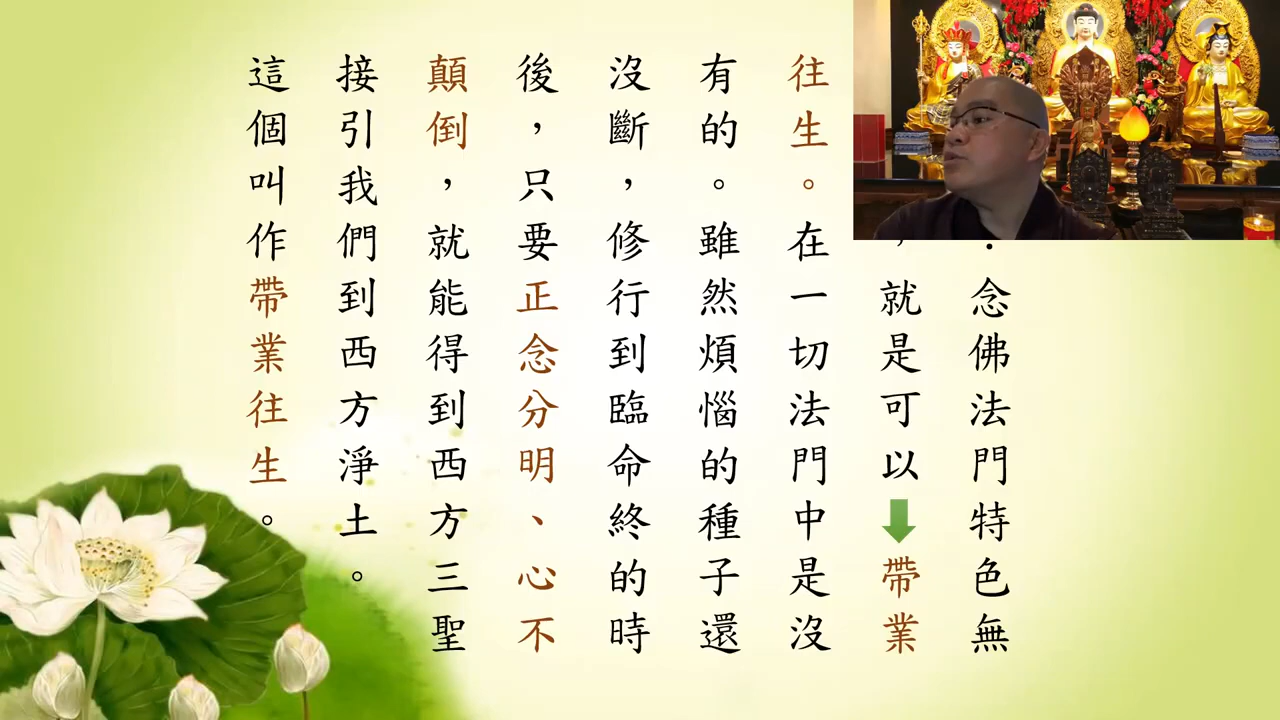 ：念佛法門特色無
，就是可以帶業
往生。在一切法門中是沒
有的。雖然煩惱的種子還
沒斷，修行到臨命終的時
後，只要正念分明、心不
顛倒，就能得到西方三聖
接引我們到西方淨土。
這個叫作帶業往生。